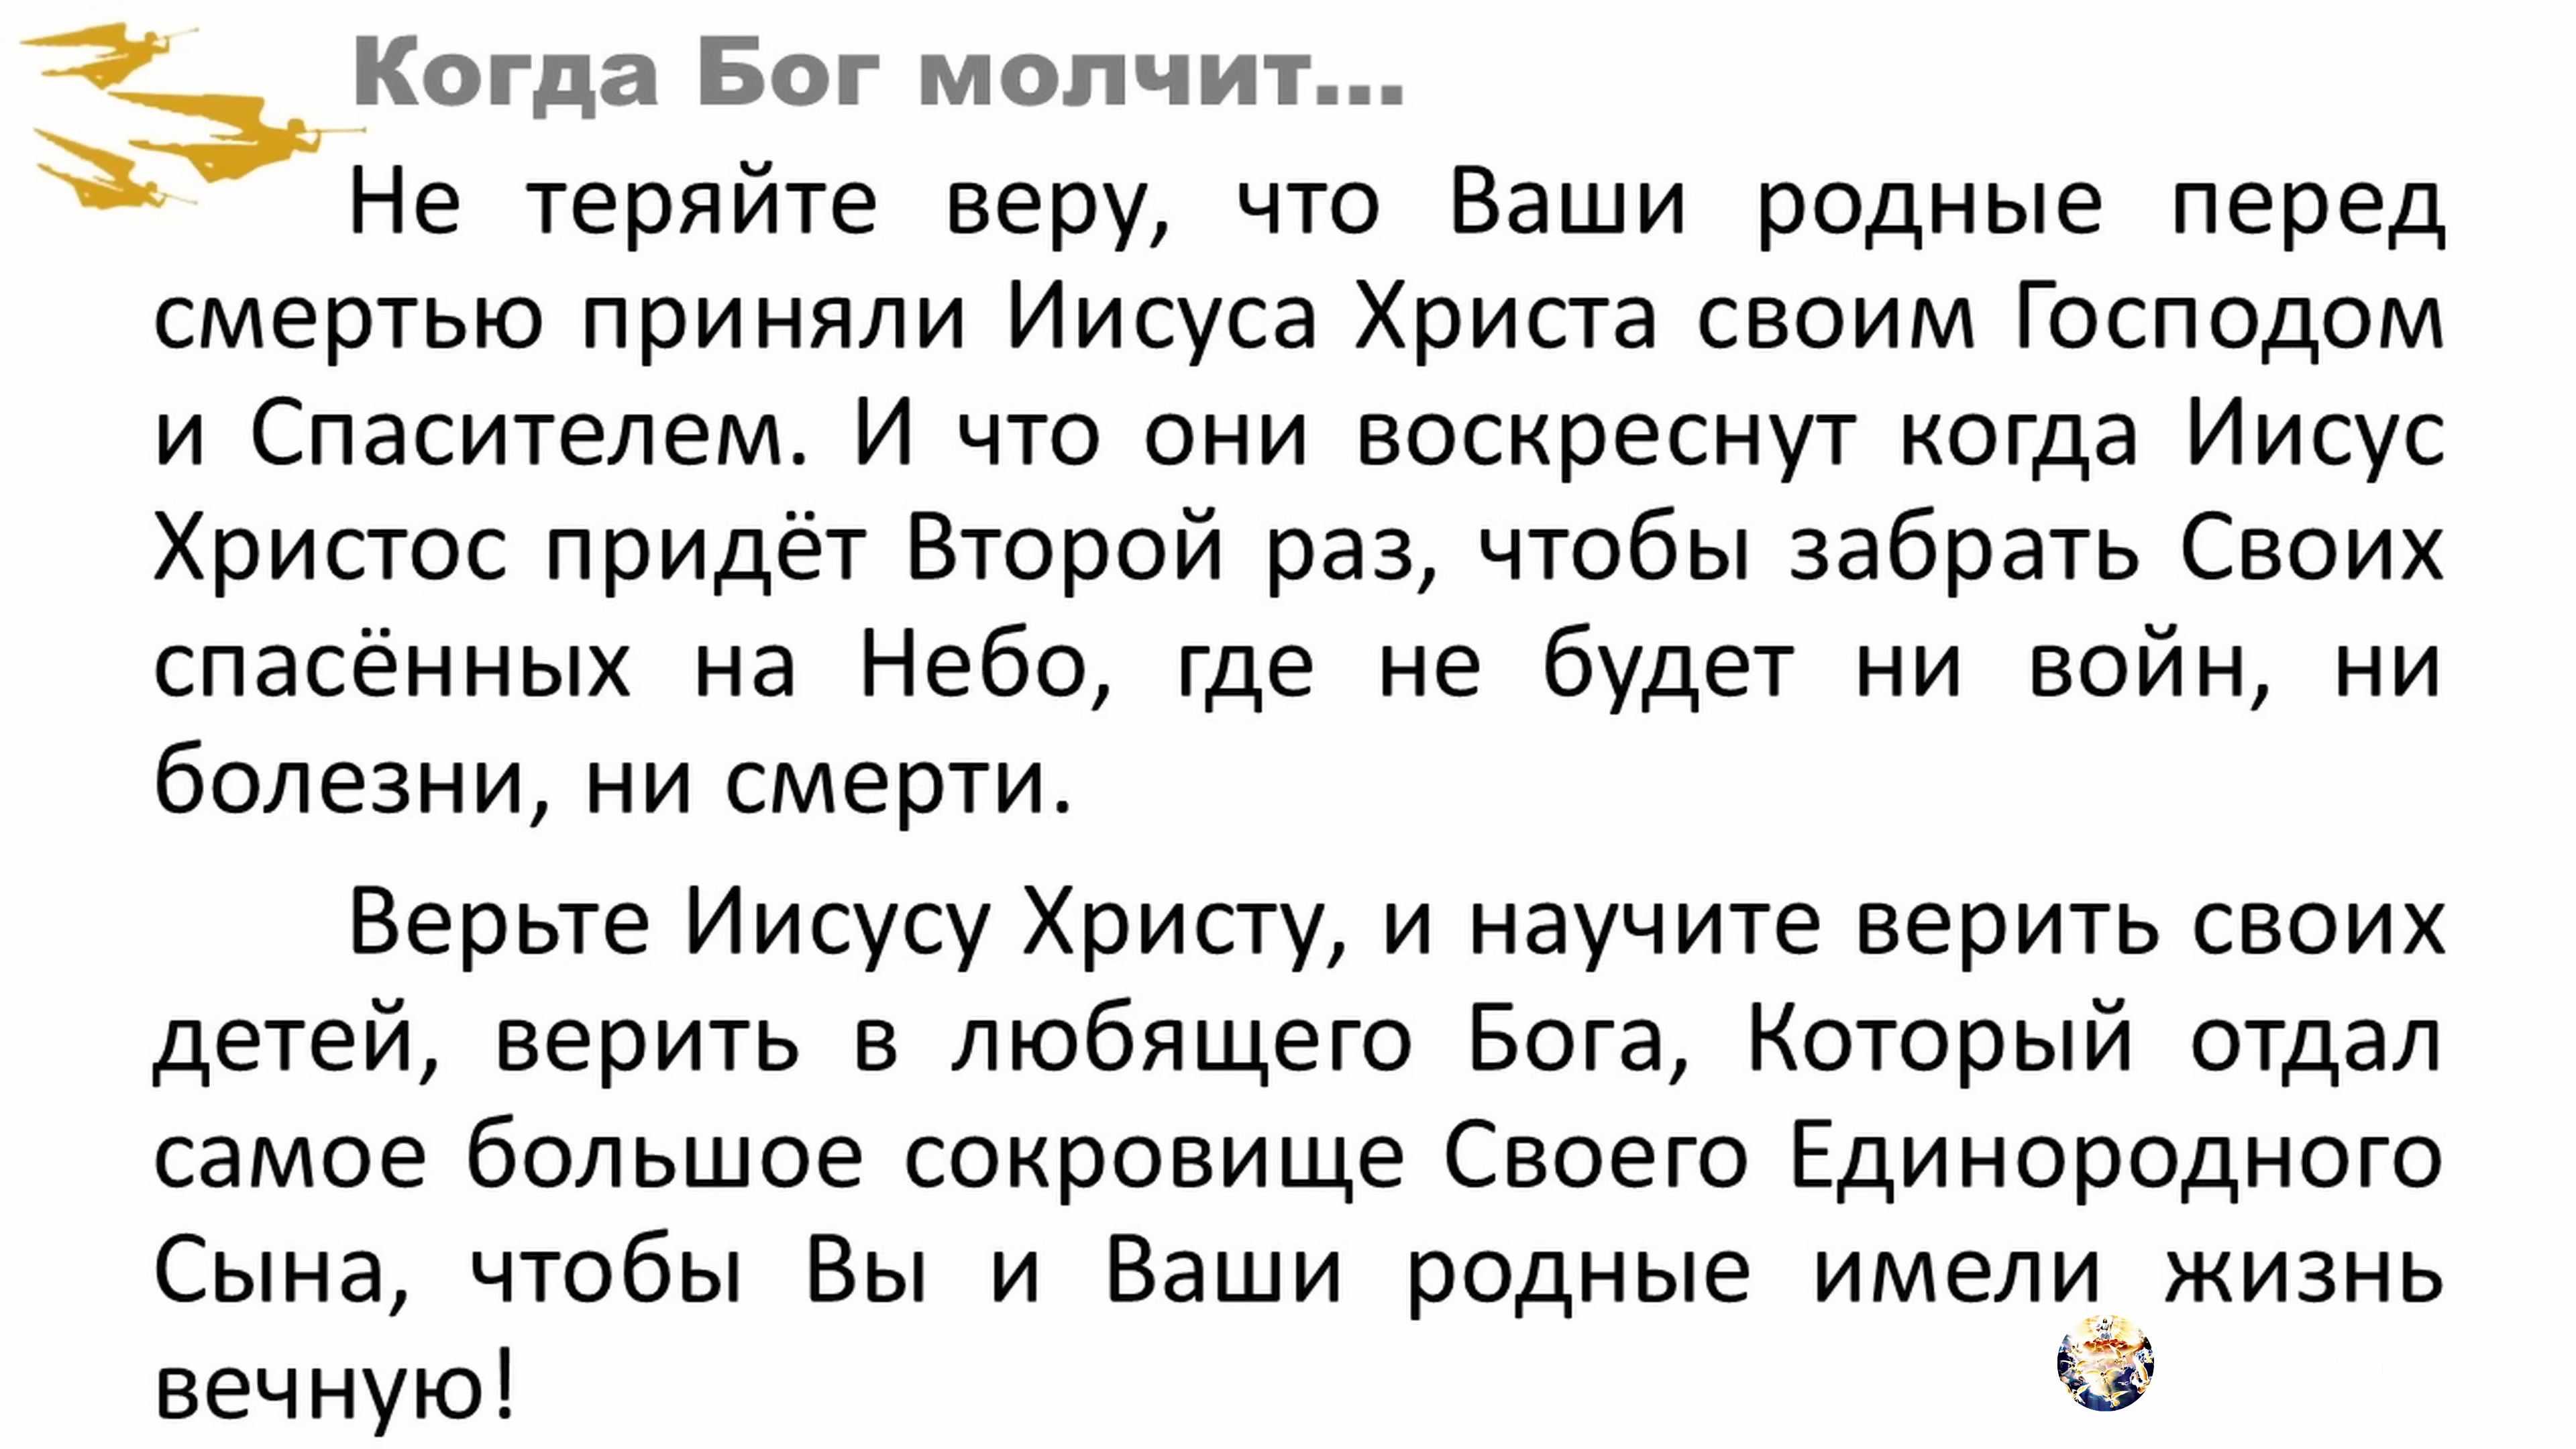 Когда Бог молчит...
Не теряйте веру, что Ваши родные перед
смертью приняли Иисуса Христа своим Господом
и Спасителем. И что они воскреснут когда Иисус
Христос придёт Второй раз, чтобы забрать Своих
спасённых на Небо, где не будет ни войн, ни
болезни, ни смерти.
Верьте Иисусу Христу, и научите верить своих
детей, верить в любящего Бога, Который отдал
самое большое сокровище Своего Единородного
Сына, чтобы Вы и Ваши родные имели жизнь
вечную!